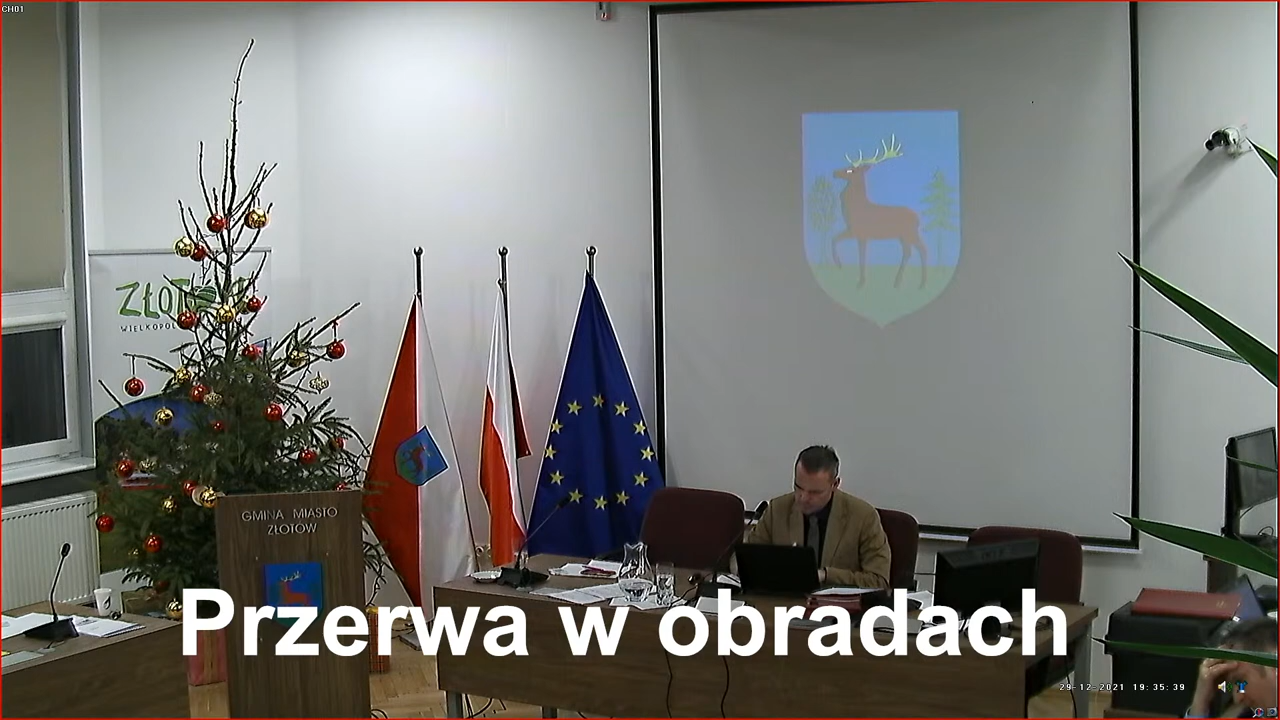 CH01
ZŁOT
WIELKOPOL
GMINA MIASTO
ZŁOTÓW
Przerwa w obradach
29-12-2021 19:35:39